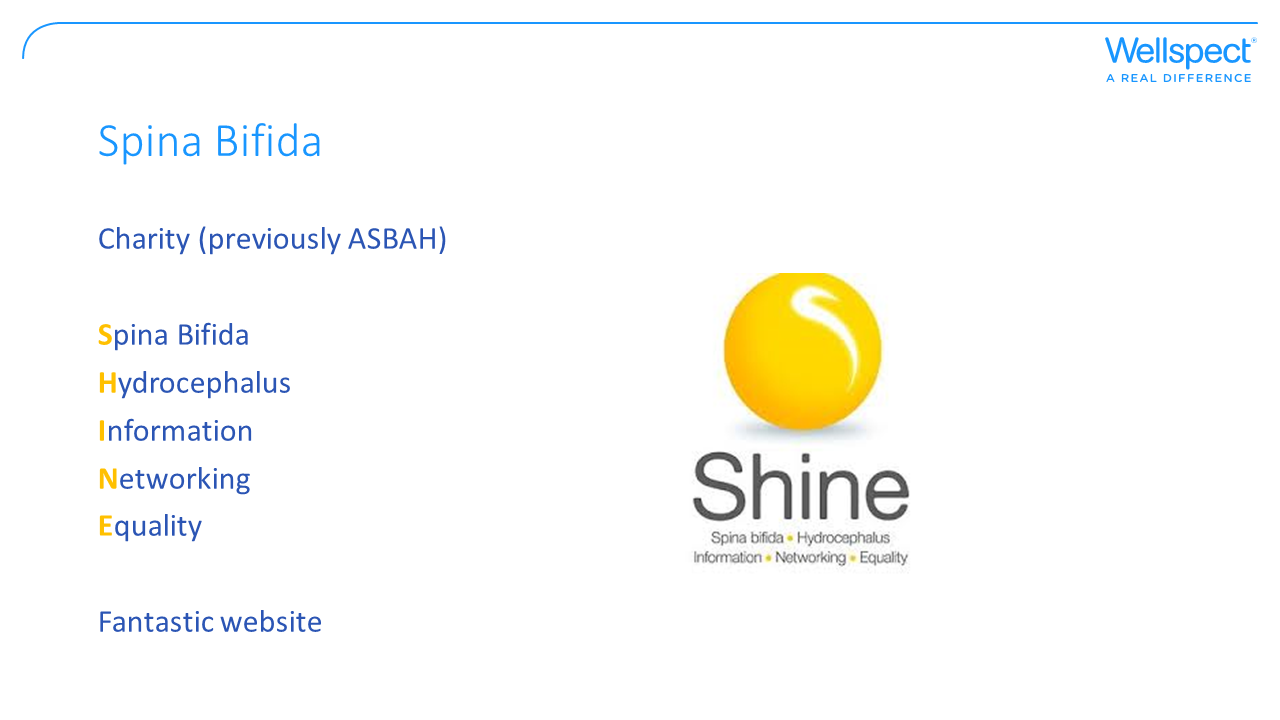 Wellspect®
A REAL DIFFERENCE
Spina Bifida
Charity (previously ASBAH)
Spina Bifida
Hydrocephalus
Information
Networking
Equality
Fantastic website
Shine
Spina bifida • Hydrocephalus
Information • Networking • Equality